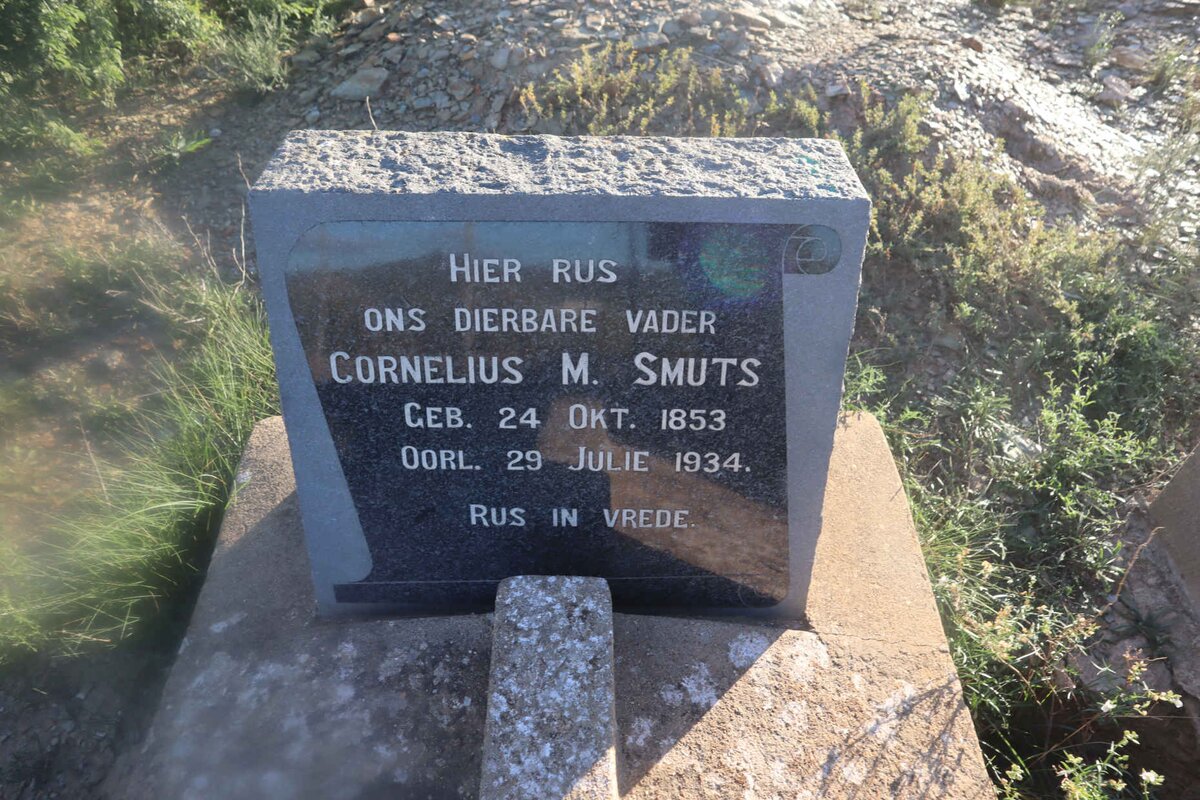 HIER RUS
ONS DIERBARE VADER
CORNELIUS M. SMUTS
GEB. 24 OKT. 1853
OORL. 29 JULIE 1934.
RUS IN VREDE.